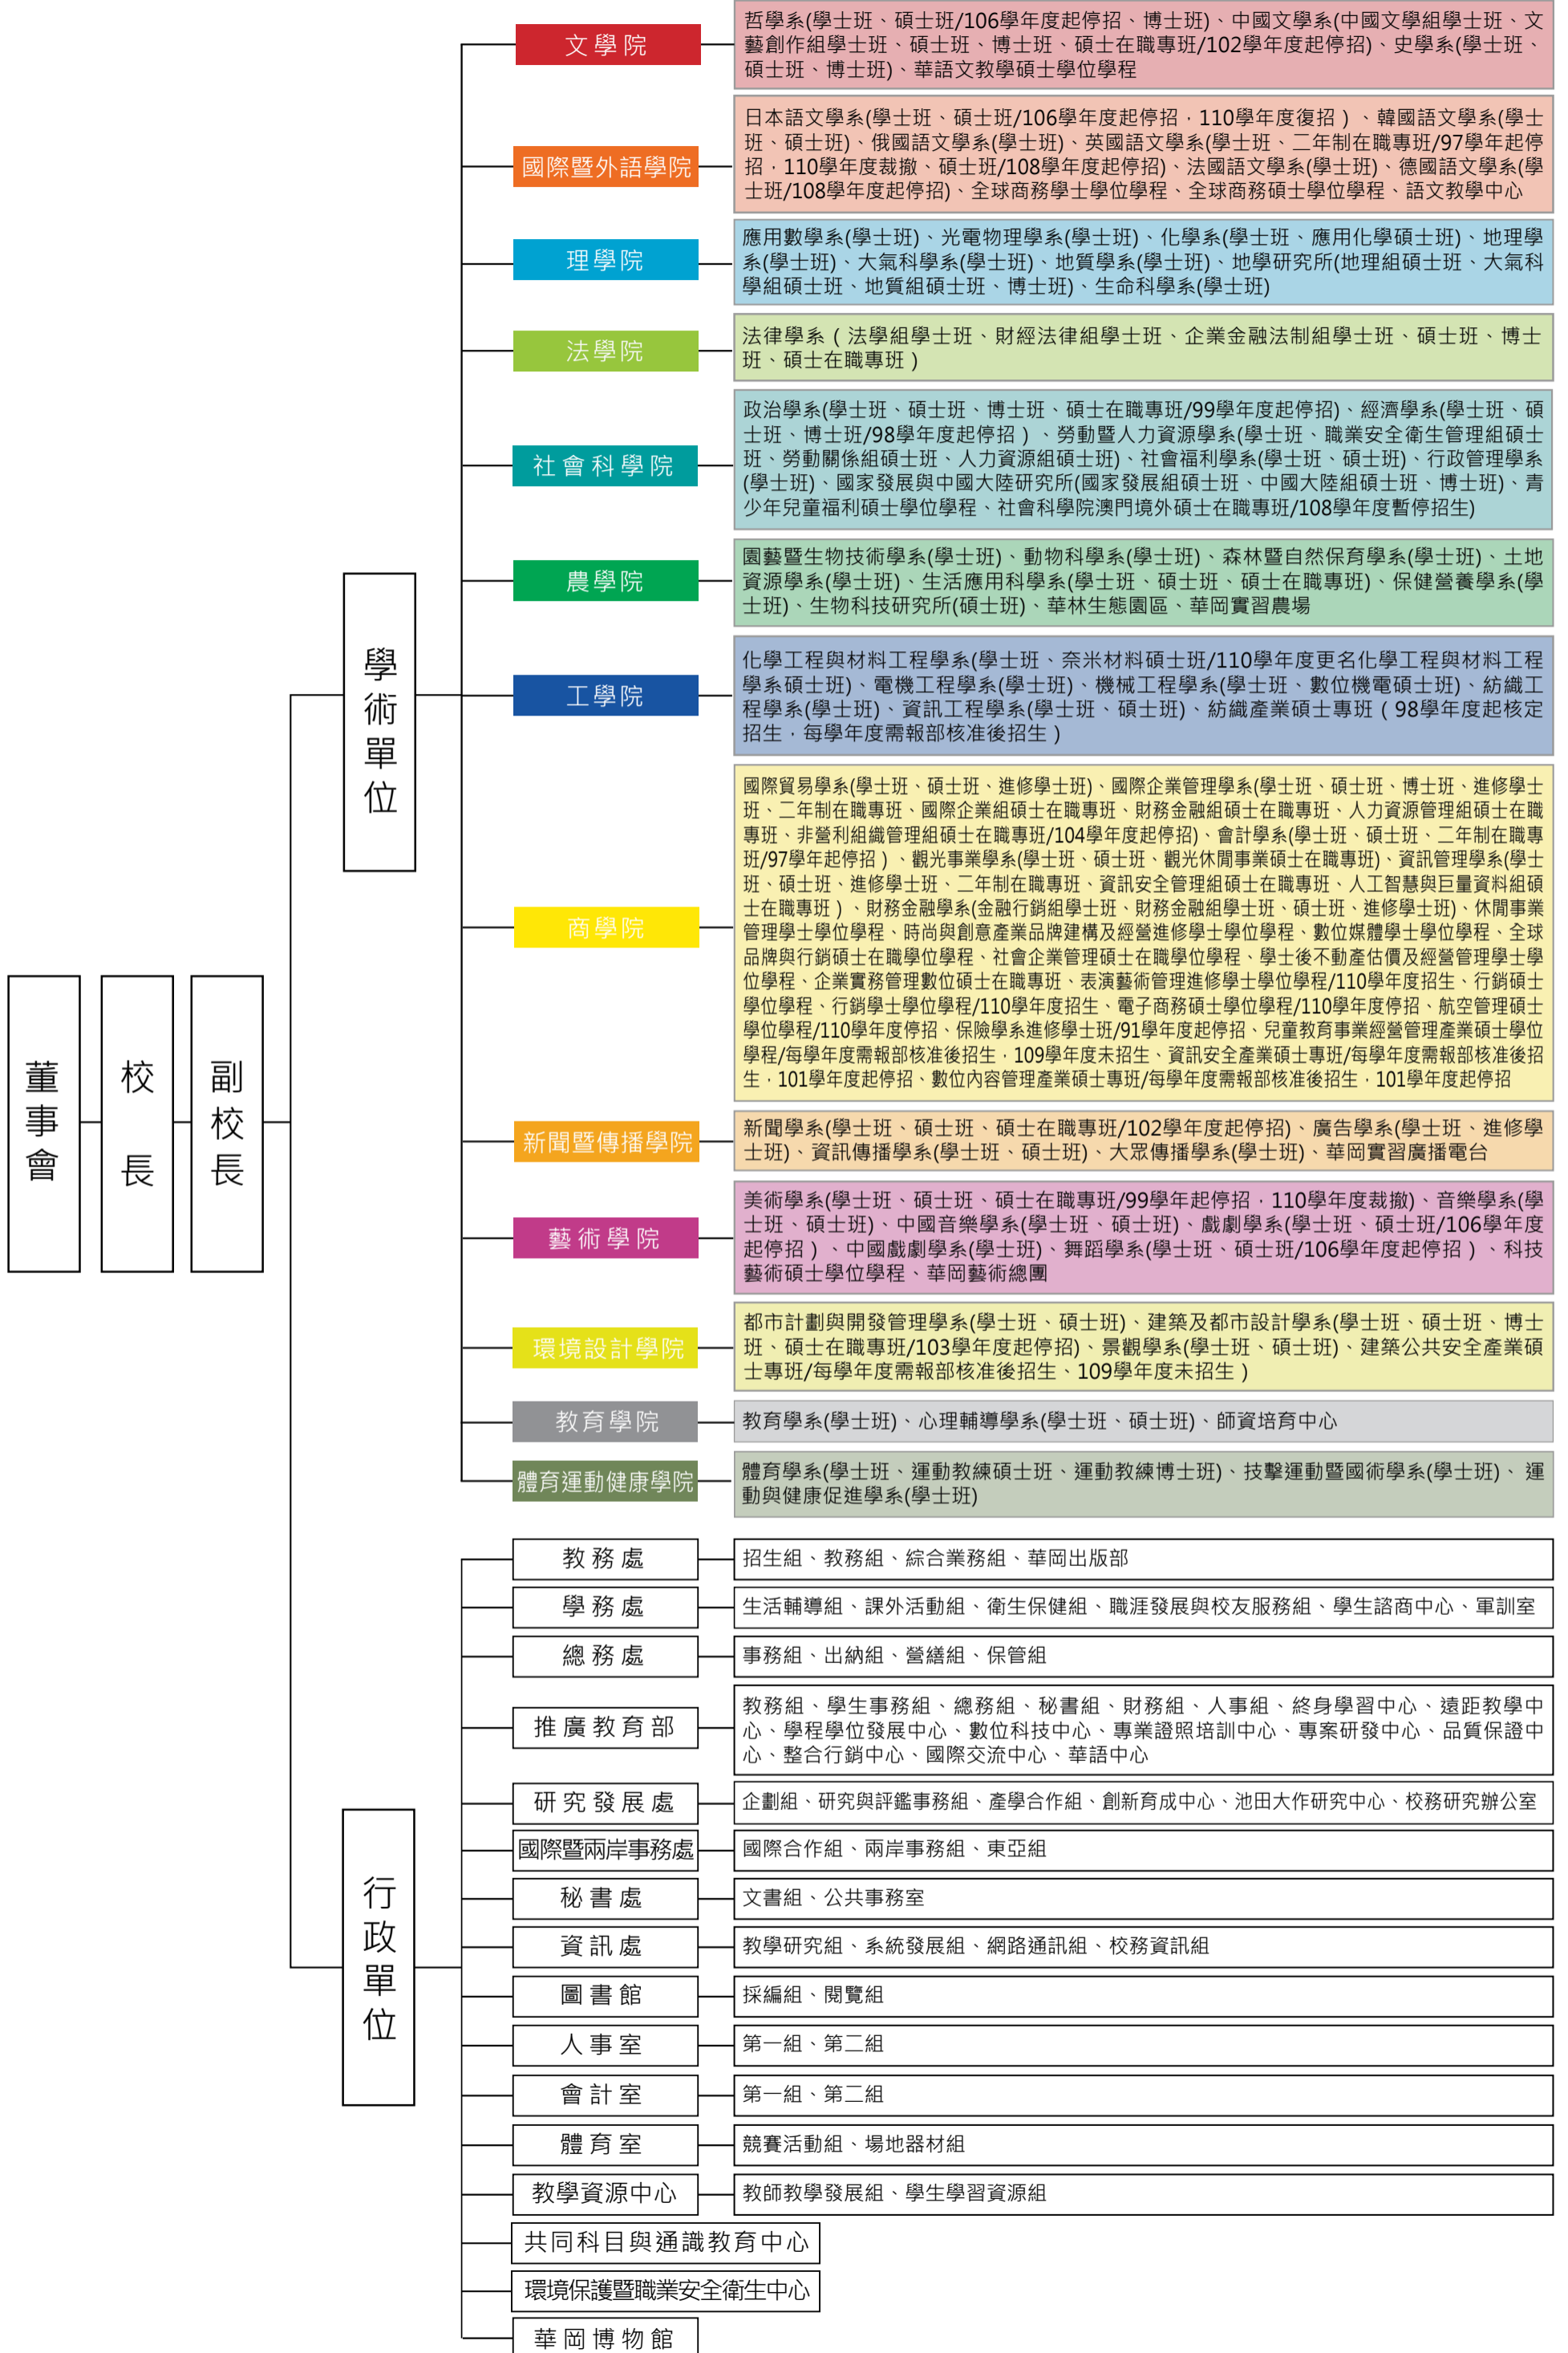 董事會
校長
副校長
學術單位
文學院
哲學系(學士班、碩士班/106學年度起停招、博士班)、中國文學系(中國文學組學士班、文
藝創作組學士班、碩士班、博士班、碩士在職專班/102學年度起停招)、史學系(學士班、
碩士班、博士班)、華語文教學碩士學位學程
國際暨外語學院
日本語文學系(學士班、碩士班/106學年度起停招，110學年度復招)、韓國語文學系(學士
班、碩士班)、俄國語文學系(學士班)、英國語文學系(學士班、二年制在職專班/97學年起停
招，110學年度裁撤、碩士班/108學年度起停招)、法國語文學系(學士班)、德國語文學系(學
士班/108學年度起停招)、全球商務學士學位學程、全球商務碩士學位學程、語文教學中心
理學院
應用數學系(學士班)、光電物理學系(學士班)、化學系(學士班、應用化學碩士班)、地理學
系(學士班)、大氣科學系(學士班)、地質學系(學士班)、地學研究所(地理組碩士班、大氣科
學組碩士班、地質組碩士班、博士班)、生命科學系(學士班)
法學院
法律學系(法學組學士班、財經法律組學士班、企業金融法制組學士班、碩士班、博士
班、碩士在職專班)
社會科學院
政治學系(學士班、碩士班、博士班、碩士在職專班/99學年度起停招)、經濟學系(學士班、碩
士班、博士班/98學年度起停招)、勞動暨人力資源學系(學士班、職業安全衛生管理組碩士
班、勞動關係組碩士班、人力資源組碩士班)、社會福利學系(學士班、碩士班)、行政管理學系
(學士班)、國家發展與中國大陸研究所(國家發展組碩士班、中國大陸組碩士班、博士班)、青
少年兒童福利碩士學位學程、社會科學院澳門境外碩士在職專班/108學年度暫停招生)
農學院
園藝暨生物技術學系(學士班)、動物科學系(學士班)、森林暨自然保育學系(學士班)、土地
資源學系(學士班)、生活應用科學系(學士班、碩士班、碩士在職專班)、保健營養學系(學
士班)、生物科技研究所(碩士班)、華林生態園區、華岡實習農場
工學院
化學工程與材料工程學系(學士班、奈米材料碩士班/110學年度更名化學工程與材料工程
學系碩士班)、電機工程學系(學士班)、機械工程學系(學士班、數位機電碩士班)、紡織工
程學系(學士班)、資訊工程學系(學士班、碩士班)、紡織產業碩士專班(98學年度起核定
招生，每學年度需報部核准後招生)
商學院
國際貿易學系(學士班、碩士班、進修學士班)、國際企業管理學系(學士班、碩士班、博士班、進修學士
班、二年制在職專班、國際企業組碩士在職專班、財務金融組碩士在職專班、人力資源管理組碩士在職
專班、非營利組織管理組碩士在職專班/104學年度起停招)、會計學系(學士班、碩士班、二年制在職專
班/97學年起停招)、觀光事業學系(學士班、碩士班、觀光休閒事業碩士在職專班)、資訊管理學系(學士
班、碩士班、進修學士班、二年制在職專班、資訊安全管理組碩士在職專班、人工智慧與巨量資料組碩
士在職專班)、財務金融學系(金融行銷組學士班、財務金融組學士班、碩士班、進修學士班)、休閒事業
管理學士學位學程、時尚與創意產業品牌建構及經營進修學士學位學程、數位媒體學士學位學程、全球
品牌與行銷碩士在職學位學程、社會企業管理碩士在職學位學程、學士後不動產估價及經營管理學士學
位學程、企業實務管理數位碩士在職專班、表演藝術管理進修學士學位學程/110學年度招生、行銷碩士
學位學程、行銷學士學位學程/110學年度招生、電子商務碩士學位學程/110學年度停招、航空管理碩士
學位學程/110學年度停招、保險學系進修學士班/91學年度起停招、兒童教育事業經營管理產業碩士學位
學程/每學年度需報部核准後招生，109學年度未招生、資訊安全產業碩士專班/每學年度需報部核准後招
生，101學年度起停招、數位內容管理產業碩士專班/每學年度需報部核准後招生，101學年度起停招
新聞暨傳播學院
新聞學系(學士班、碩士班、碩士在職專班/102學年度起停招)、廣告學系(學士班、進修學
士班)、資訊傳播學系(學士班、碩士班)、大眾傳播學系(學士班)、華岡實習廣播電台
藝術學院
美術學系(學士班、碩士班、碩士在職專班/99學年起停招，110學年度裁撤)、音樂學系(學
士班、碩士班)、中國音樂學系(學士班、碩士班)、戲劇學系(學士班、碩士班/106學年度
起停招)、中國戲劇學系(學士班)、舞蹈學系(學士班、碩士班/106學年度起停招)、科技
藝術碩士學位學程、華岡藝術總團
環境設計學院
都市計劃與開發管理學系(學士班、碩士班)、建築及都市設計學系(學士班、碩士班、博士
班、碩士在職專班/103學年度起停招)、景觀學系(學士班、碩士班)、建築公共安全產業碩
士專班/每學年度需報部核准後招生、109學年度未招生)
教育學院
教育學系(學士班)、心理輔導學系(學士班、碩士班)、師資培育中心
體育運動健康學院
體育學系(學士班、運動教練碩士班、運動教練博士班)、技擊運動暨國術學系(學士班)、運
動與健康促進學系(學士班)
行政單位
教務處
招生組、教務組、綜合業務組、華岡出版部
學務處
生活輔導組、課外活動組、衛生保健組、職涯發展與校友服務組、學生諮商中心、軍訓室
總務處
事務組、出納組、營繕組、保管組
推廣教育部
教務組、學生事務組、總務組、秘書組、財務組、人事組、終身學習中心、遠距教學中
心、學程學位發展中心、數位科技中心、專業證照培訓中心、專案研發中心、品質保證中
心、整合行銷中心、國際交流中心、華語中心
研究發展處
企劃組、研究與評鑑事務組、產學合作組、創新育成中心、池田大作研究中心、校務研究辦公室
國際暨兩岸事務處
國際合作組、兩岸事務組、東亞組
秘書處
文書組、公共事務室
資訊處
教學研究組、系統發展組、網路通訊組、校務資訊組
圖書館
採編組、閱覽組
人事室
第一組、第二組
會計室
第一組、第二組
體育室
競賽活動組、場地器材組
教學資源中心
教師教學發展組、學生學習資源組
共同科目與通識教育中心
環境保護暨職業安全衛生中心
華岡博物館